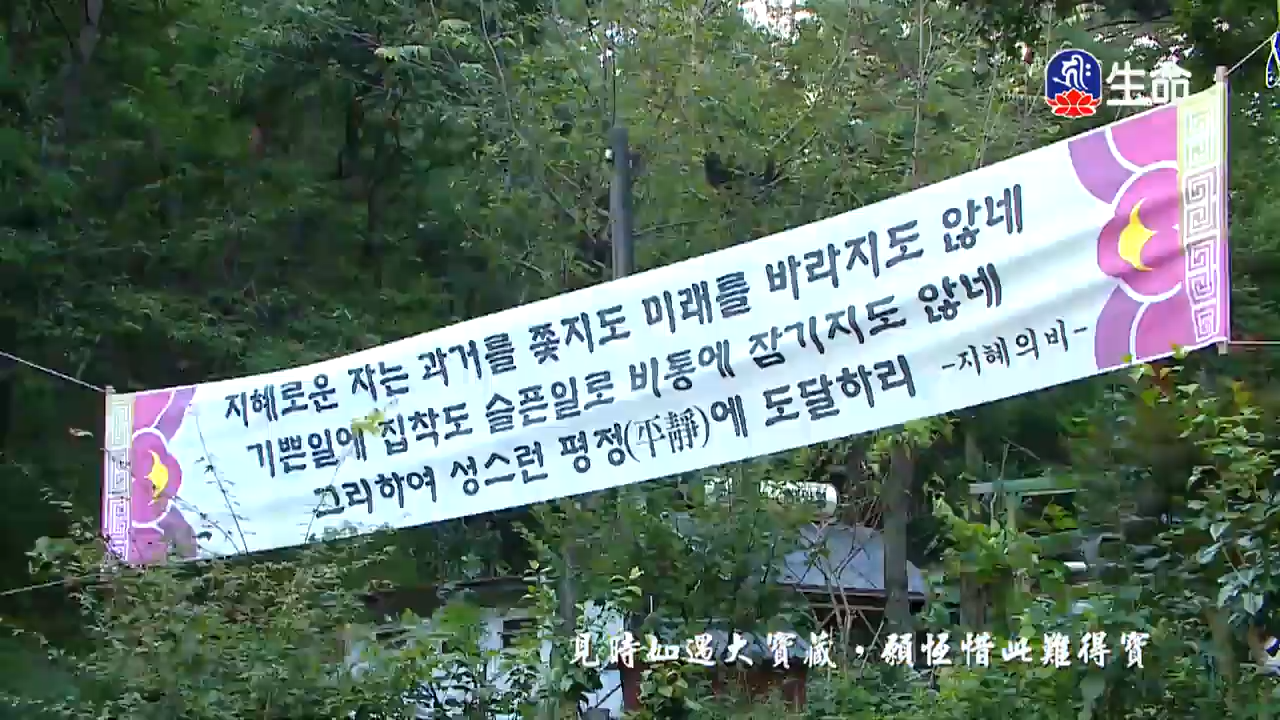 生命
지혜로운 자는 과거를 쫓지도 미래를 바라지도 않네
기쁜일에 집착도 슬픈일로 비통에 잠기지도 않네
그리하여 성스런 평정(平靜)에 도달하리 -지혜의비-
見時如遇大寶藏，願恆惜此難得寶